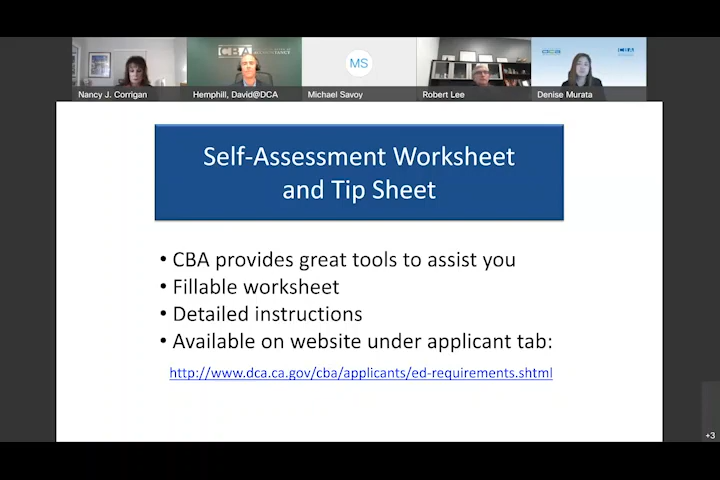 CBA
MS
CBA
Nancy J. Corrigan
Hemphill, David@DCA
Michael Savoy
Robert Lee
Denise Murata
Self-Assessment Worksheet
and Tip Sheet
• CBA provides great tools to assist you
• Fillable worksheet
• Detailed instructions
• Available on website under applicant tab:
http://www.dca.ca.gov/cba/applicants/ed-requirements.shtml
+3